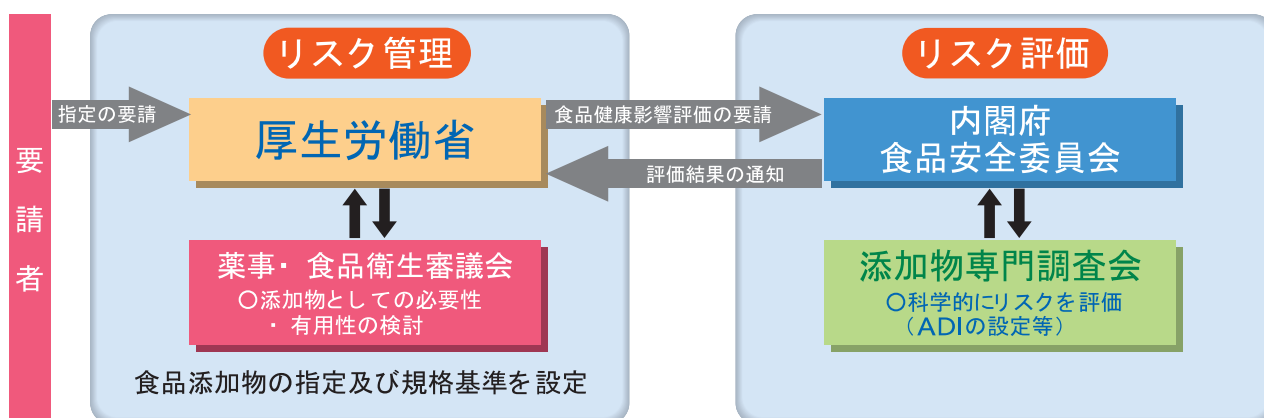 要請者
リスク管理
指定の要請
厚生労働省
薬事・食品衛生審議会
○添加物としての必要性
・有用性の検討
食品添加物の指定及び規格基準を設定
食品健康影響評価の要請
評価結果の通知
リスク評価
内閣府
食品安全委員会
添加物専門調査会
○科学的にリスクを評価
（ADIの設定等）